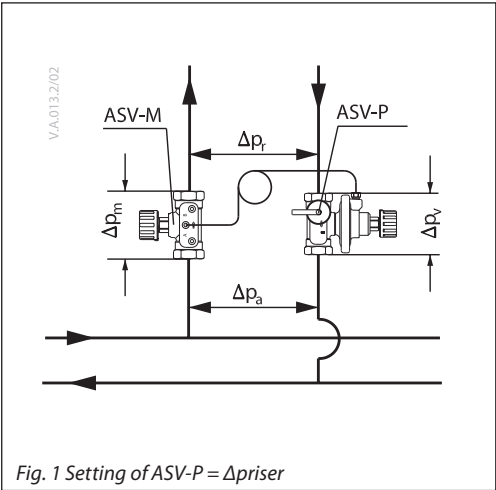 V.A.013.2/02
ASV-M
ASV-P
Δpᵣ
Δpₘ
Δpᵥ
Δpₐ
Fig. 1 Setting of ASV-P = Δpriser